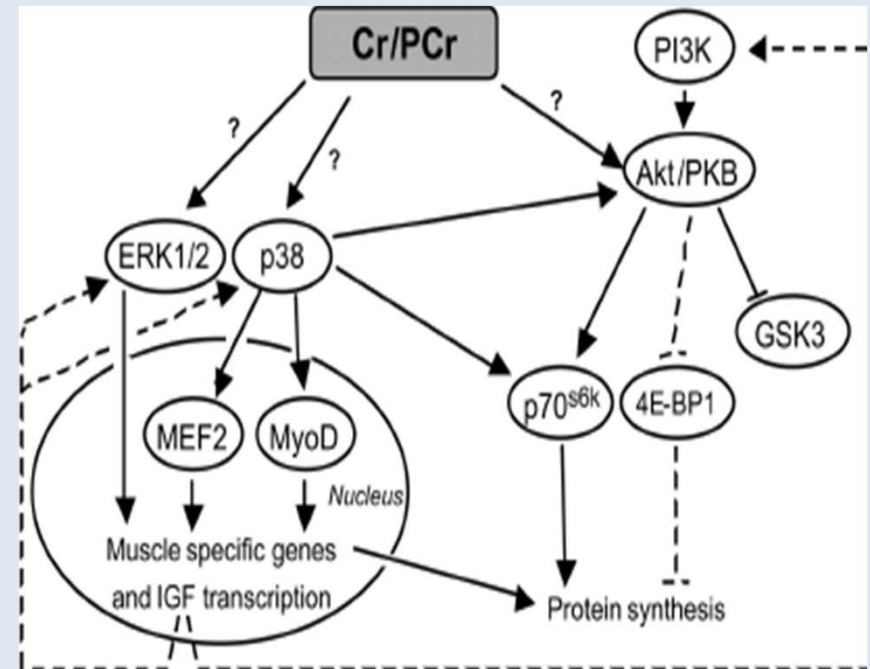 Cr/PCr
PI3K
?
?
?
Akt/PKB
ERK1/2
p38
GSK3
p70s6k
4E-BP1
MEF2
MyoD
Nucleus
Muscle specific genes
and IGF transcription
Protein synthesis